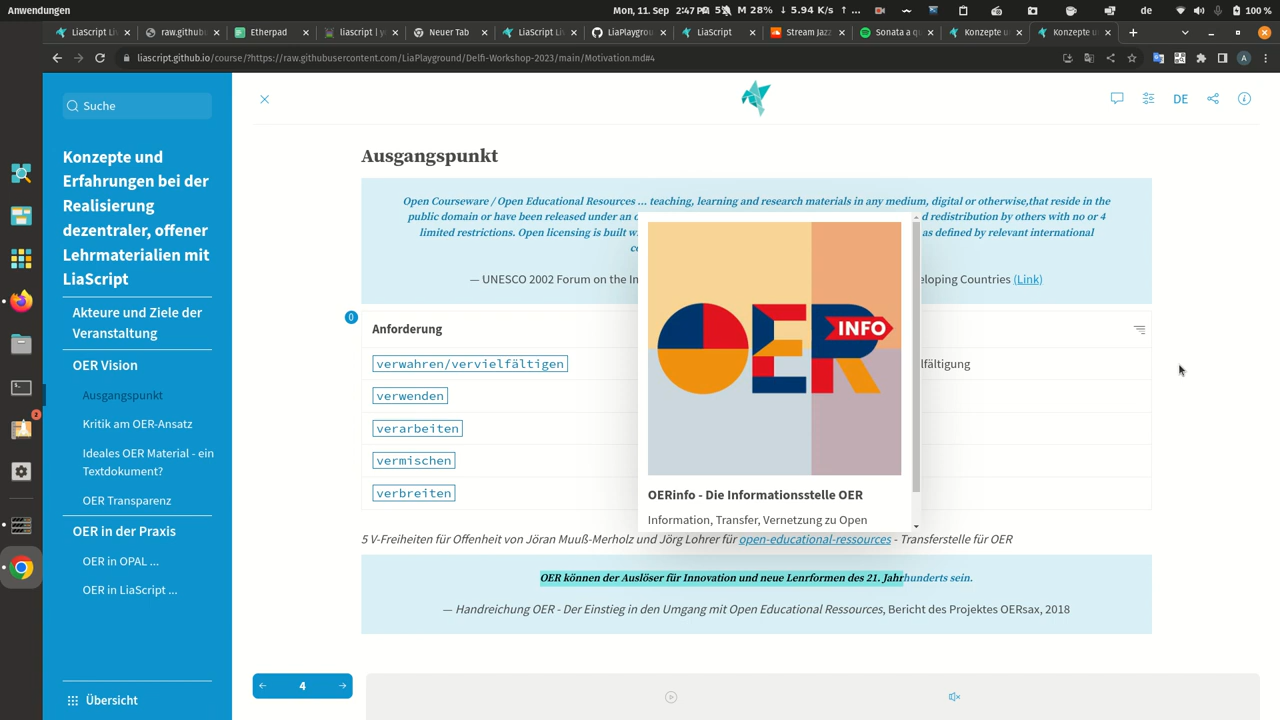 Anwendungen
Mon, 11. Sep 2:47 PM
M 28% ↓ 5.94 K/s ↑ ...
de
100 %
LiaScript Li
raw.github
Etherpad
liascript | y
Neuer Tab
LiaScript Li
LiaPlaygro
LiaScript
Stream Jaz
Sonata a q
Konzepte u
Konzepte u
liascript.github.io/course/?https://raw.githubusercontent.com/LiaPlayground/Delfi-Workshop-2023/main/Motivation.md#4
A
Suche
DE
Konzepte und
Erfahrungen bei der
Realisierung
dezentraler, offener
Lehrmaterialien mit
LiaScript
Akteure und Ziele der
Veranstaltung
OER Vision
Ausgangspunkt
Kritik am OER-Ansatz
Ideales OER Material - ein
Textdokument?
OER Transparenz
OER in der Praxis
OER in OPAL ...
OER in LiaScript ...
Übersicht
2
Ausgangspunkt
Open Courseware / Open Educational Resources ... teaching, learning and research materials in any medium, digital or otherwise,that reside in the
public domain or have been released under an o d redistribution by others with no or 4
limited restrictions. Open licensing is built w as defined by relevant international
c
— UNESCO 2002 Forum on the In eloping Countries (Link)
0
Anforderung
verwahren/vervielfältigen
lfältigung
verwenden
verarbeiten
vermischen
verbreiten
OER INFO
OERinfo - Die Informationsstelle OER
Information, Transfer, Vernetzung zu Open
5 V-Freiheiten für Offenheit von Jöran Muuß-Merholz und Jörg Lohrer für open-educational-ressources - Transferstelle für OER
OER können der Auslöser für Innovation und neue Lenrformen des 21. Jahrhunderts sein.
— Handreichung OER - Der Einstieg in den Umgang mit Open Educational Ressources, Bericht des Projektes OERsax, 2018
← 4 →